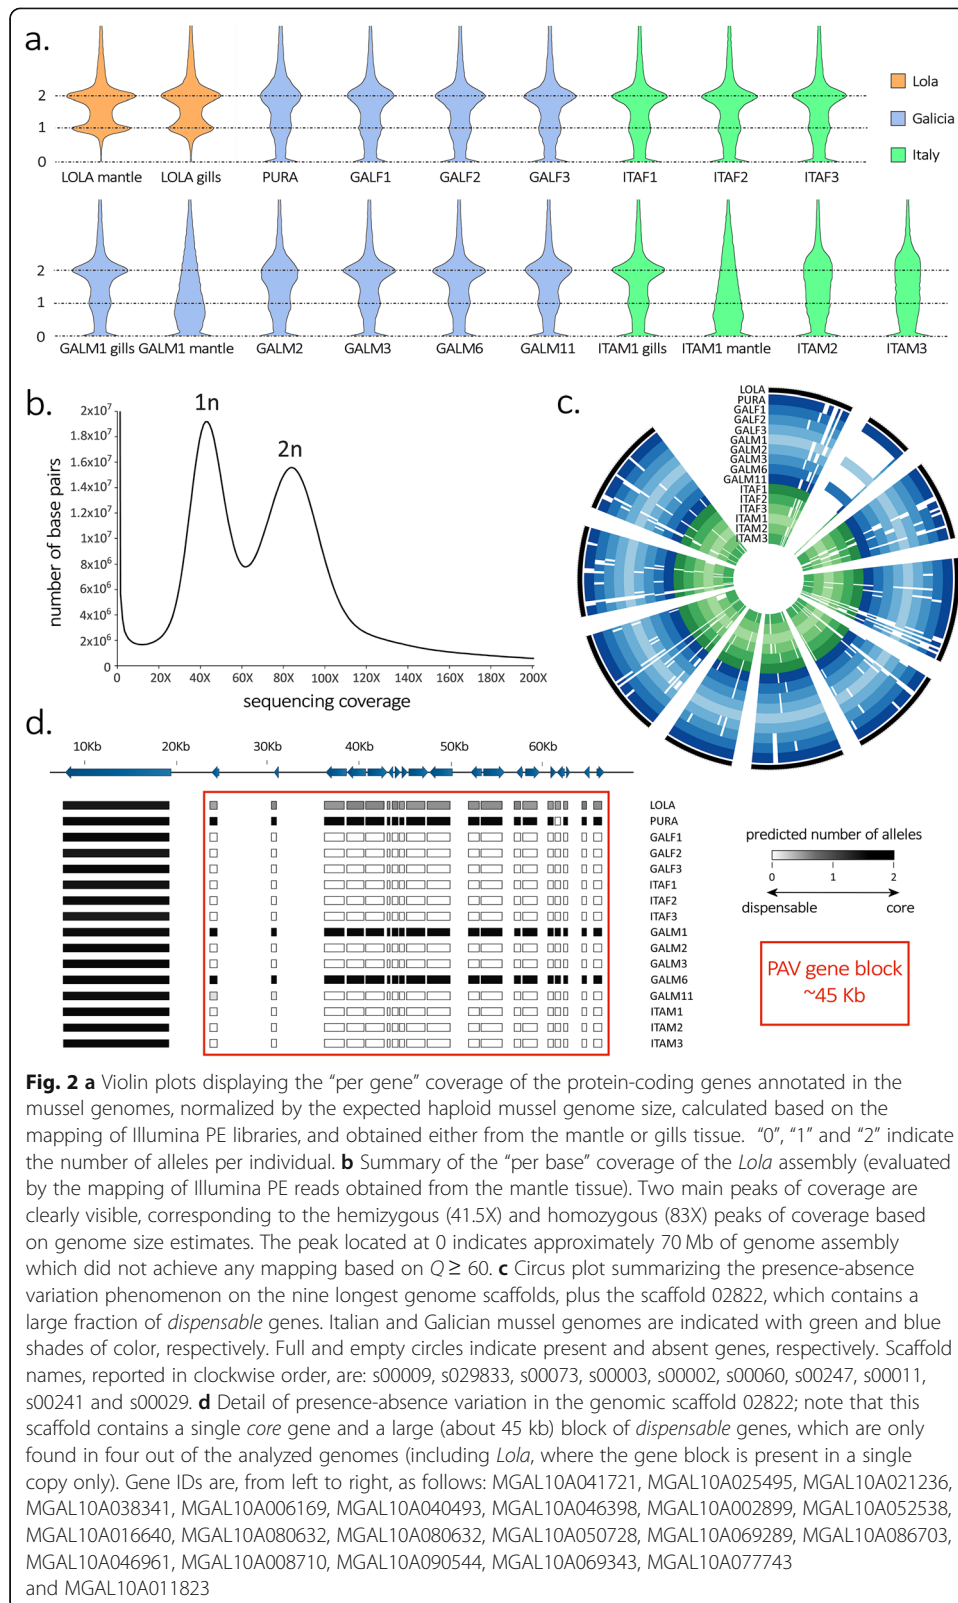 a.
2
1
0
LOLA mantle LOLA gills PURA GALF1 GALF2 GALF3 ITAF1 ITAF2 ITAF3
Lola
Galicia
Italy
2
1
0
GALM1 gills GALM1 mantle GALM2 GALM3 GALM6 GALM11 ITAM1 gills ITAM1 mantle ITAM2 ITAM3
b.
1n
2n
number of base pairs
2x10⁷
1.8x10⁷
1.6x10⁷
1.4x10⁷
1.2x10⁷
1x10⁷
8x10⁶
6x10⁶
4x10⁶
2x10⁶
0
0 20X 40X 60X 80X 100X 120X 140X 160X 180X 200X
sequencing coverage
c.
LOLA
PURA
GALF1
GALF2
GALF3
GALM1
GALM2
GALM3
GALM6
GALM11
ITAF1
ITAF2
ITAF3
ITAM1
ITAM2
ITAM3
d.
10Kb 20Kb 30Kb 40Kb 50Kb 60Kb
LOLA
PURA
GALF1
GALF2
GALF3
ITAF1
ITAF2
ITAF3
GALM1
GALM2
GALM3
GALM6
GALM11
ITAM1
ITAM2
ITAM3
predicted number of alleles
0 1 2
dispensable core
PAV gene block
~45 Kb
Fig. 2 a Violin plots displaying the “per gene” coverage of the protein-coding genes annotated in the
mussel genomes, normalized by the expected haploid mussel genome size, calculated based on the
mapping of Illumina PE libraries, and obtained either from the mantle or gills tissue. “0”, “1” and “2” indicate
the number of alleles per individual. b Summary of the “per base” coverage of the Lola assembly (evaluated
by the mapping of Illumina PE reads obtained from the mantle tissue). Two main peaks of coverage are
clearly visible, corresponding to the hemizygous (41.5X) and homozygous (83X) peaks of coverage based
on genome size estimates. The peak located at 0 indicates approximately 70 Mb of genome assembly
which did not achieve any mapping based on Q ≥ 60. c Circus plot summarizing the presence-absence
variation phenomenon on the nine longest genome scaffolds, plus the scaffold 02822, which contains a
large fraction of dispensable genes. Italian and Galician mussel genomes are indicated with green and blue
shades of color, respectively. Full and empty circles indicate present and absent genes, respectively. Scaffold
names, reported in clockwise order, are: s00009, s029833, s00073, s00003, s00002, s00060, s00247, s00011,
s00241 and s00029. d Detail of presence-absence variation in the genomic scaffold 02822; note that this
scaffold contains a single core gene and a large (about 45 kb) block of dispensable genes, which are only
found in four out of the analyzed genomes (including Lola, where the gene block is present in a single
copy only). Gene IDs are, from left to right, as follows: MGAL10A041721, MGAL10A025495, MGAL10A021236,
MGAL10A038341, MGAL10A006169, MGAL10A040493, MGAL10A046398, MGAL10A002899, MGAL10A052538,
MGAL10A016640, MGAL10A080632, MGAL10A080632, MGAL10A050728, MGAL10A069289, MGAL10A086703,
MGAL10A046961, MGAL10A008710, MGAL10A090544, MGAL10A069343, MGAL10A077743
and MGAL10A011823